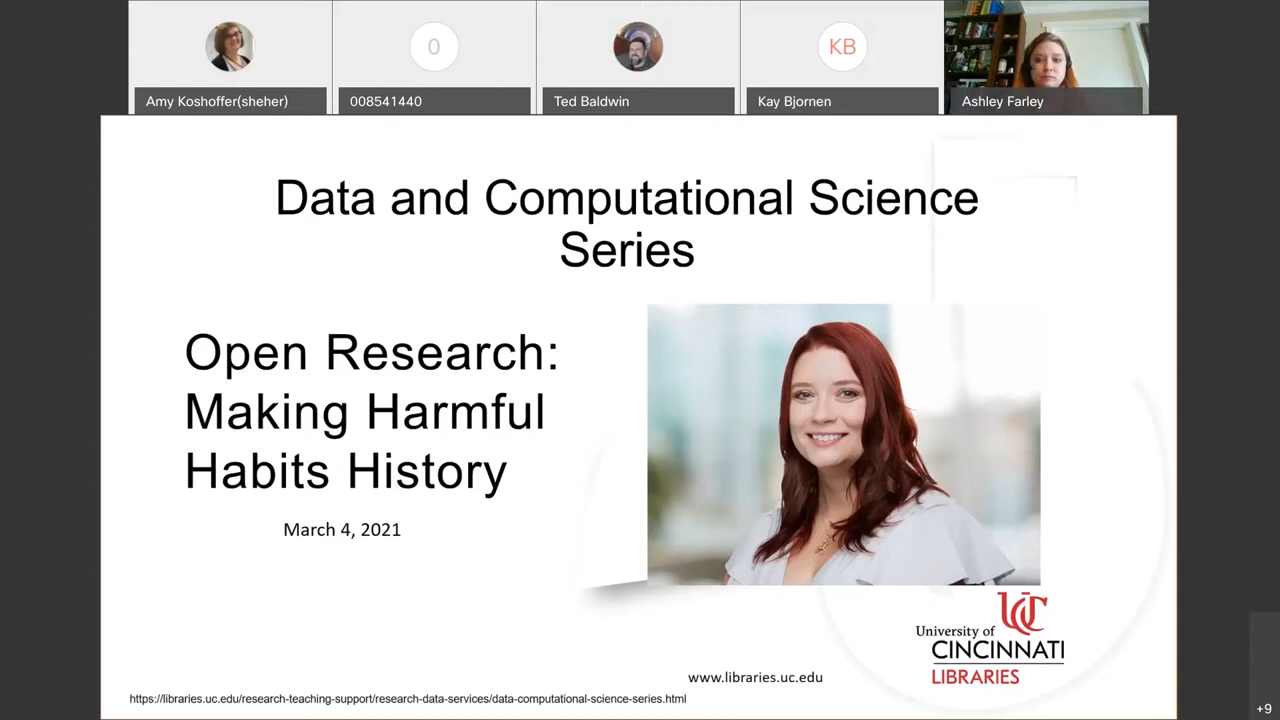 0
KB
Amy Koshoffer(sheher)
008541440
Ted Baldwin
Kay Bjornen
Ashley Farley
Data and Computational Science
Series
Open Research:
Making Harmful
Habits History
March 4, 2021
UC
University of
CINCINNATI
LIBRARIES
www.libraries.uc.edu
https://libraries.uc.edu/research-teaching-support/research-data-services/data-computational-science-series.html
+9